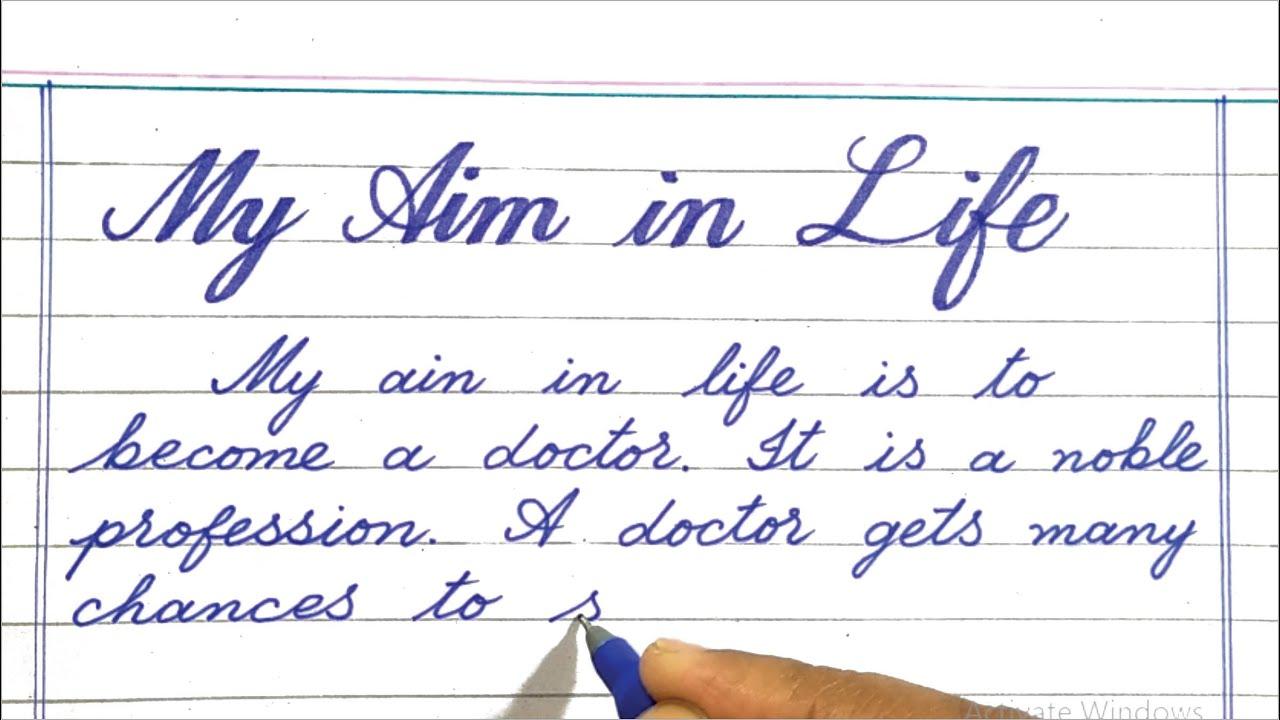 My Aim in Life
My ain in life is to
become a doctor. It is a noble
profession. A doctor gets many
chances to s
Activate Windows